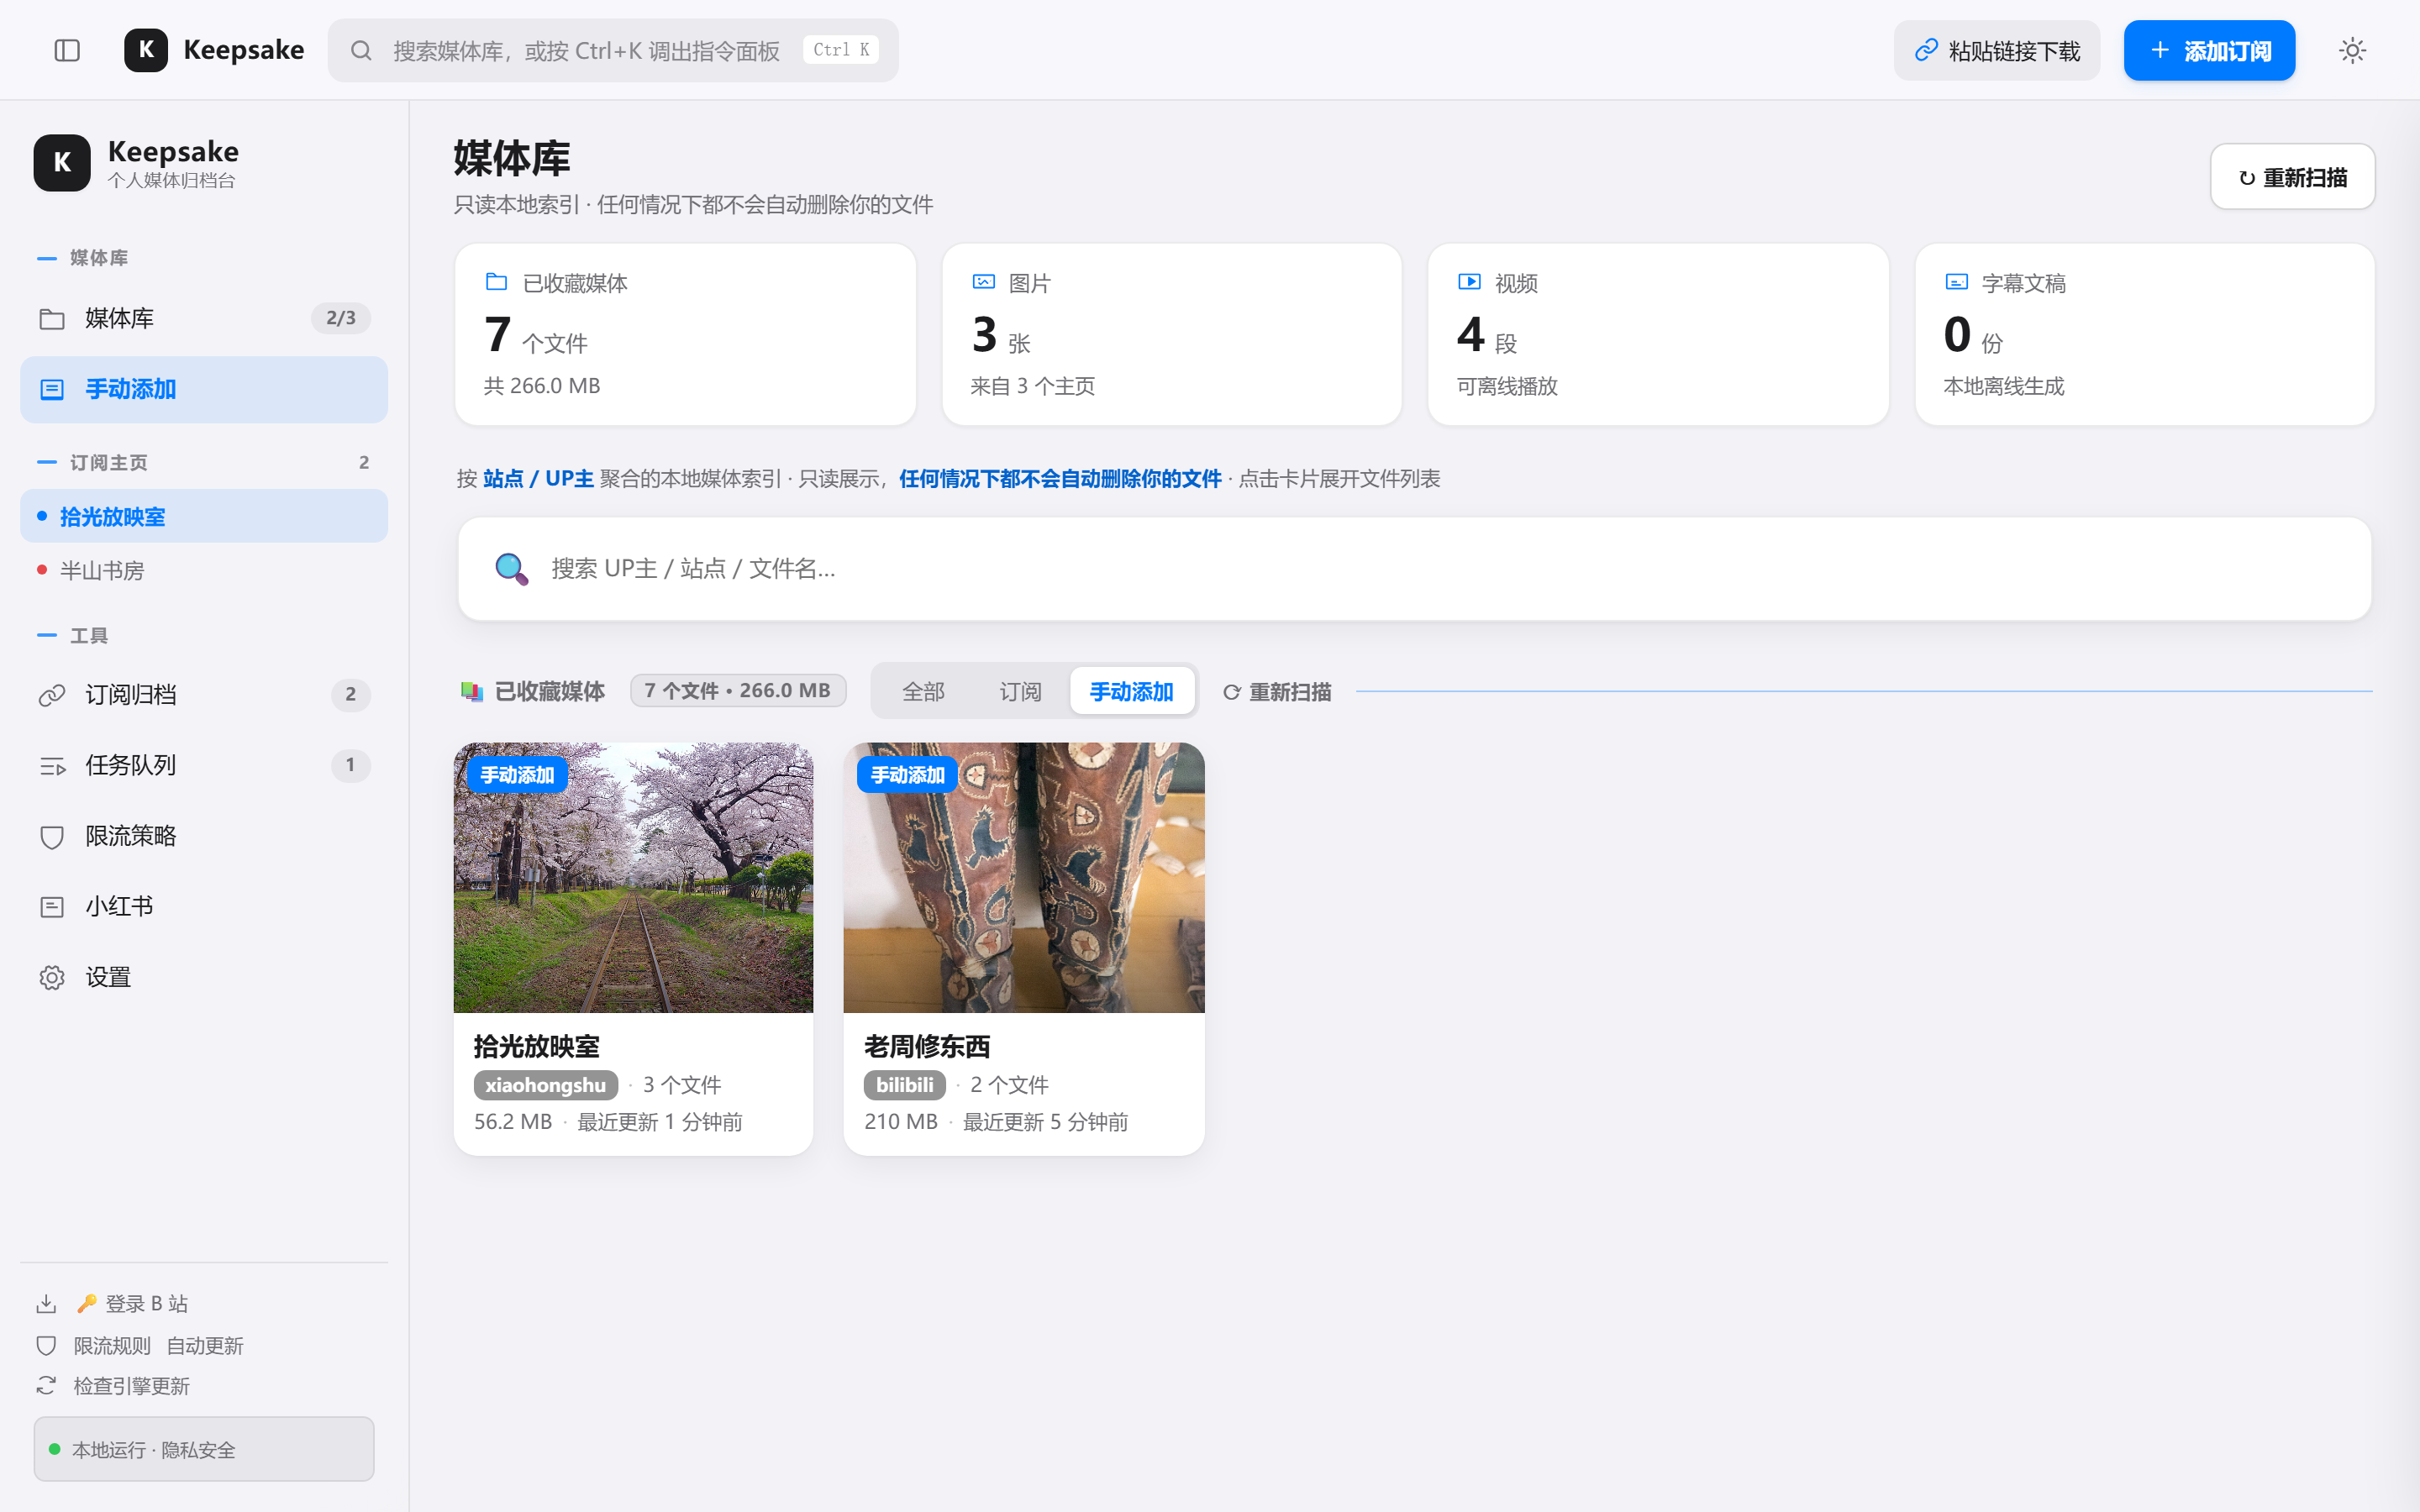 K Keepsake
搜索媒体库，或按 Ctrl+K 调出指令面板 Ctrl K
粘贴链接下载
添加订阅
K Keepsake
个人媒体归档台
媒体库
媒体库 2/3
手动添加
订阅主页 2
拾光放映室
半山书房
工具
订阅归档 2
任务队列 1
限流策略
小红书
设置
🔑 登录 B 站
限流规则 自动更新
检查引擎更新
本地运行 · 隐私安全
媒体库
只读本地索引 · 任何情况下都不会自动删除你的文件
↻ 重新扫描
已收藏媒体
7 个文件
共 266.0 MB
图片
3 张
来自 3 个主页
视频
4 段
可离线播放
字幕文稿
0 份
本地离线生成
按 站点 / UP主 聚合的本地媒体索引 · 只读展示，任何情况下都不会自动删除你的文件 · 点击卡片展开文件列表
🔍 搜索 UP主 / 站点 / 文件名...
已收藏媒体 7 个文件 • 266.0 MB 全部 订阅 手动添加 ⟳ 重新扫描
手动添加
拾光放映室
xiaohongshu · 3 个文件
56.2 MB · 最近更新 1 分钟前
手动添加
老周修东西
bilibili · 2 个文件
210 MB · 最近更新 5 分钟前